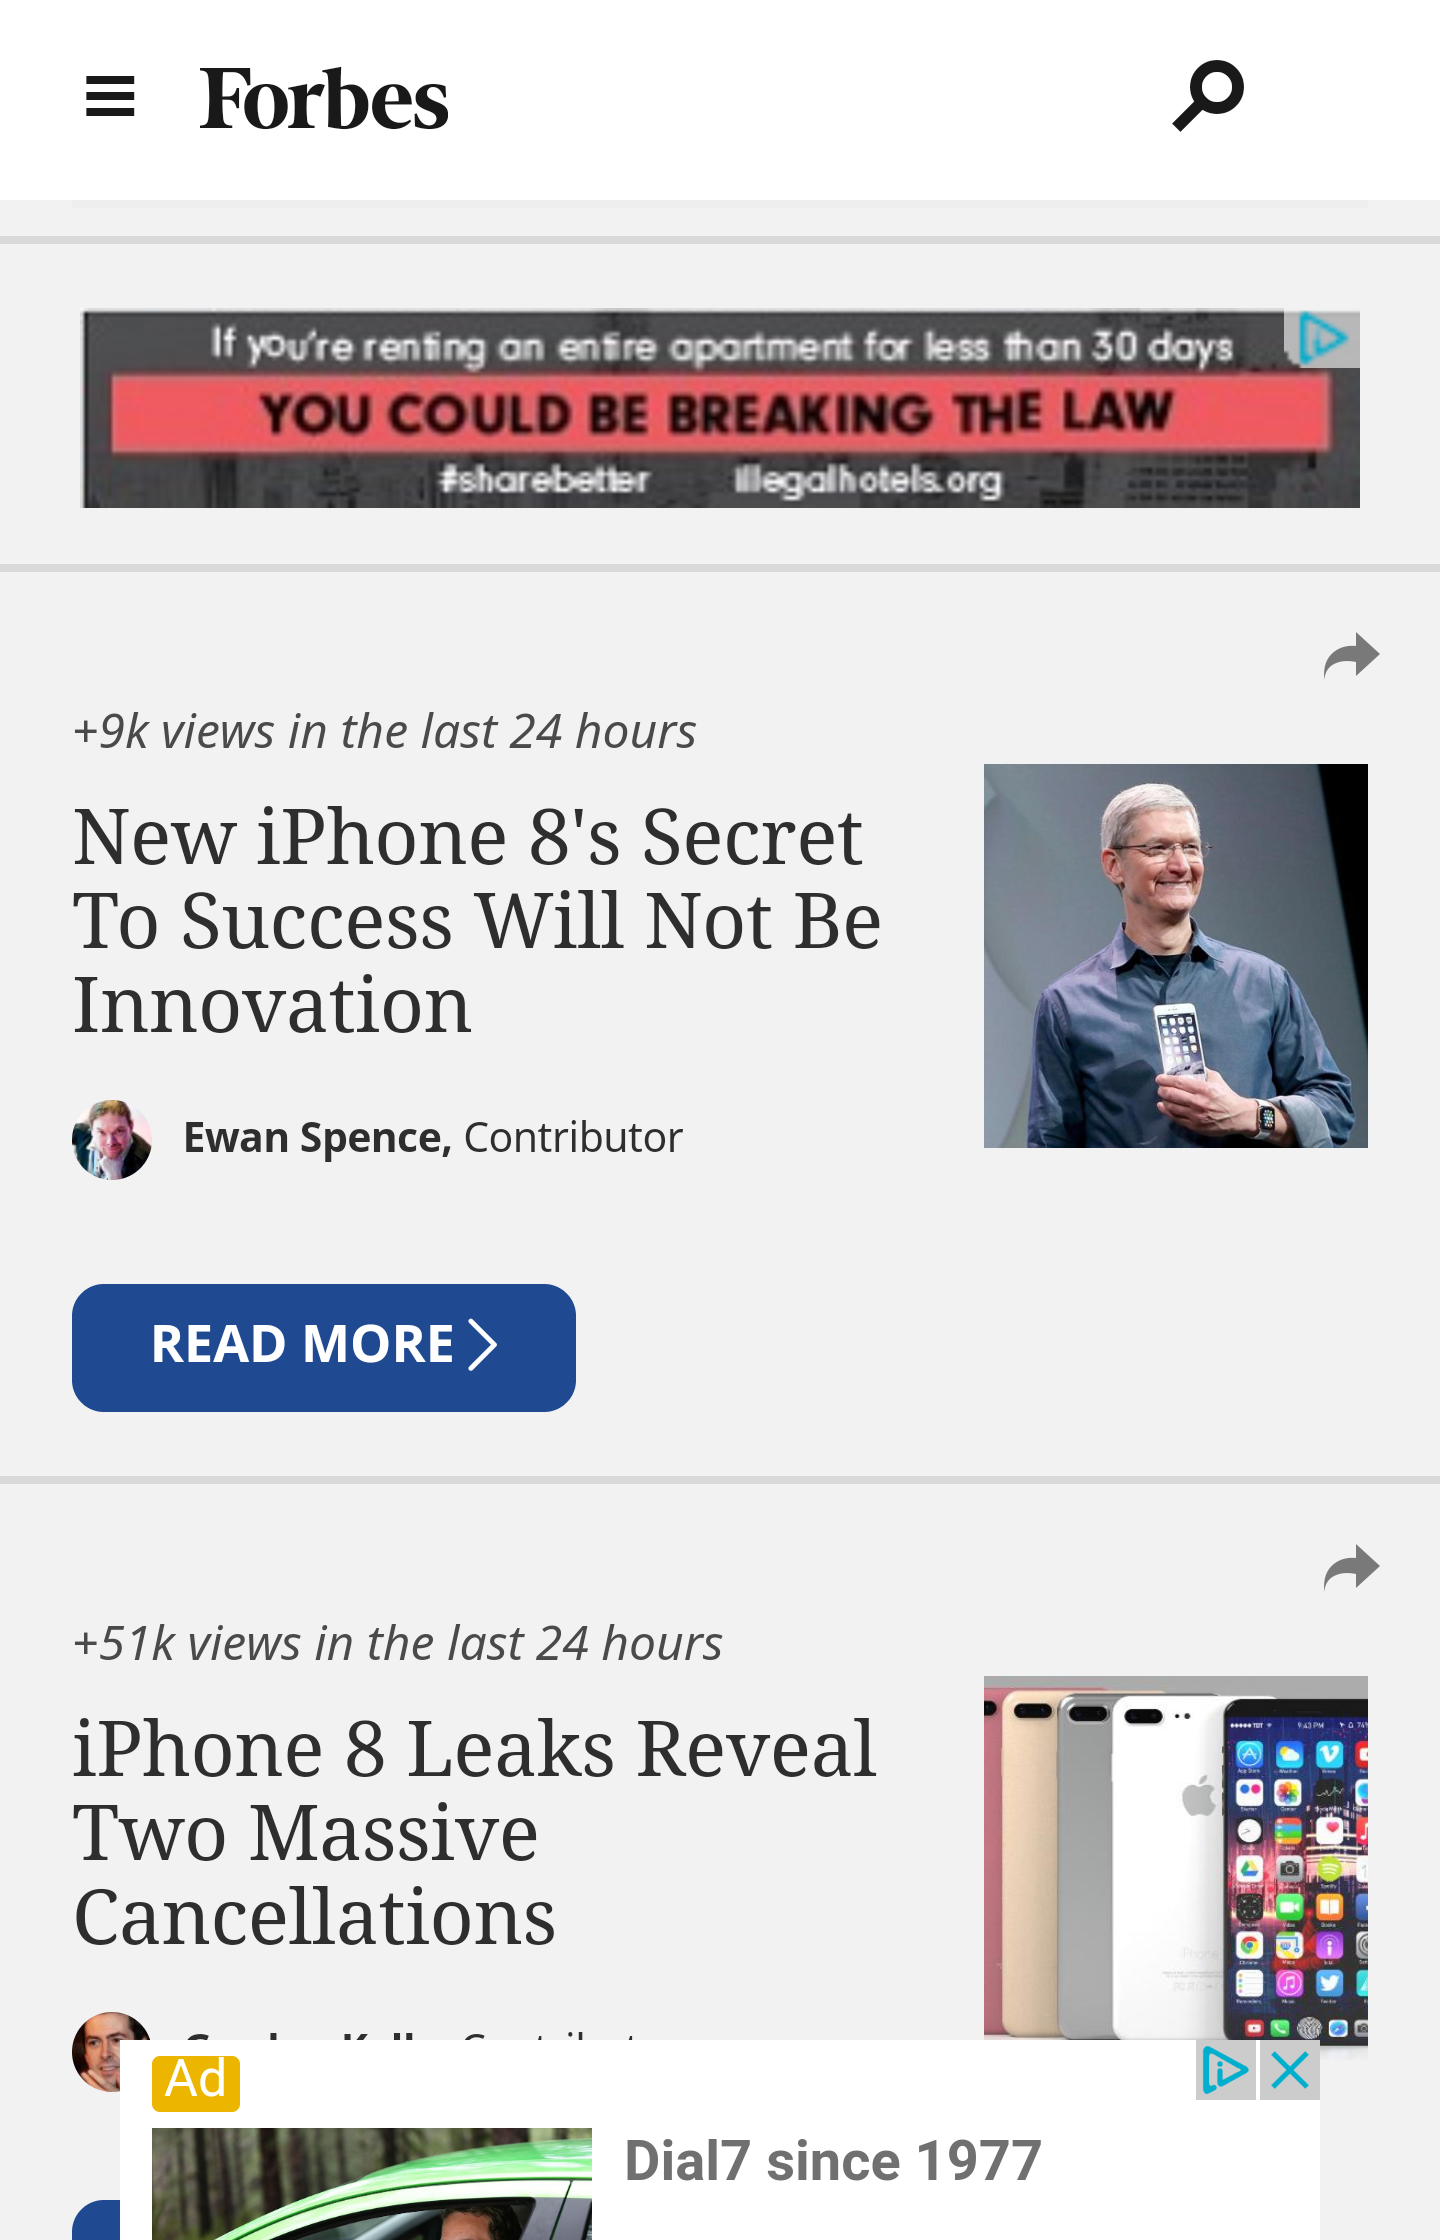 Forbes
If you're renting an entire apartment for less than 30 days
YOU COULD BE BREAKING THE LAW
#sharebetter illegalhotels.org
+9k views in the last 24 hours
New iPhone 8's Secret
To Success Will Not Be
Innovation
Ewan Spence, Contributor
READ MORE
+51k views in the last 24 hours
iPhone 8 Leaks Reveal
Two Massive
Cancellations
9:43 PM
Ad
Dial7 since 1977